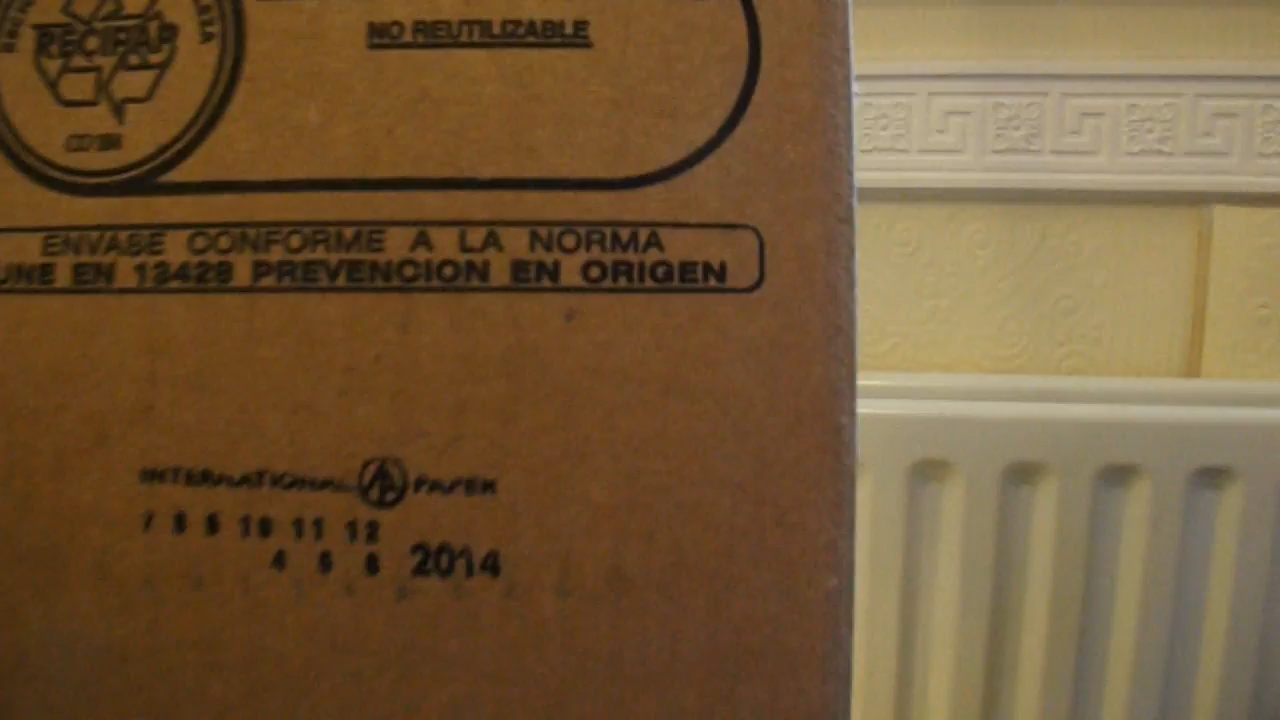 RECIPAP
NO REUTILIZABLE
ENVASE CONFORME A LA NORMA
UNE EN 13428 PREVENCION EN ORIGEN
INTERNATIONAL PAPER
7 8 9 10 11 12
4 5 6 2014